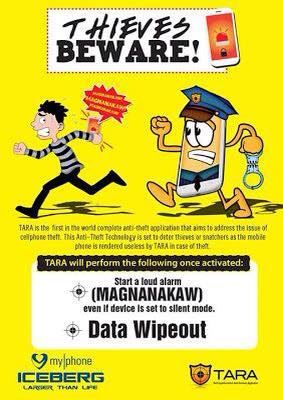 THIEVES
BEWARE!
MAGNANAKAW!
TARA is the first in the world complete anti-theft application that aims to address the issue of
cellphone theft. This Anti-Theft Technology is set to deter thieves or snatchers as the mobile
phone is rendered useless by TARA in case of theft.
TARA will perform the following once activated:
Start a loud alarm
(MAGNANAKAW)
even if device is set to silent mode.
Data Wipeout
my|phone
ICEBERG
LARGER THAN LIFE
TARA